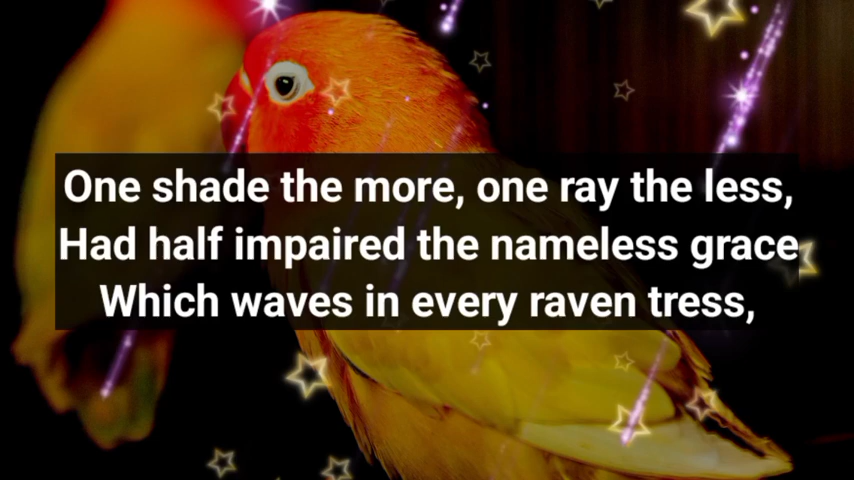 One shade the more, one ray the less,
Had half impaired the nameless grace
Which waves in every raven tress,